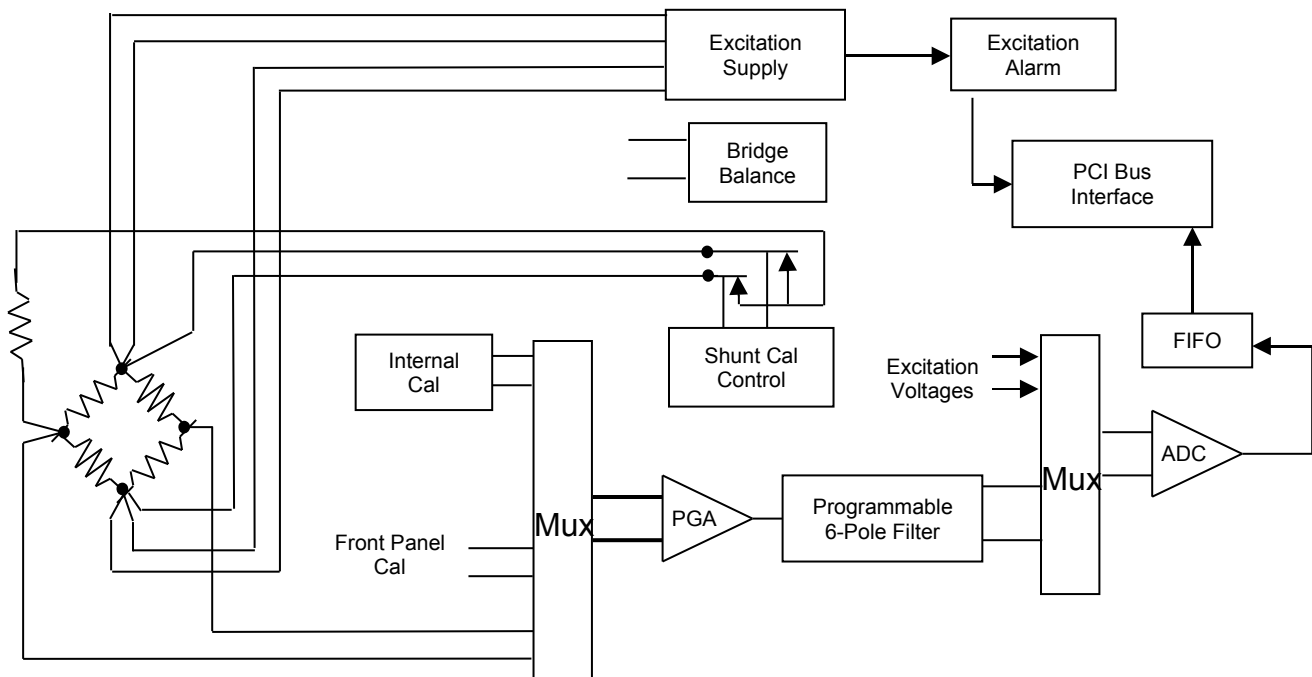 Excitation
Supply
Excitation
Alarm
Bridge
Balance
PCI Bus
Interface
Internal
Cal
Shunt Cal
Control
Excitation
Voltages
FIFO
ADC
Mux
Mux
PGA
Programmable
6-Pole Filter
Front Panel
Cal